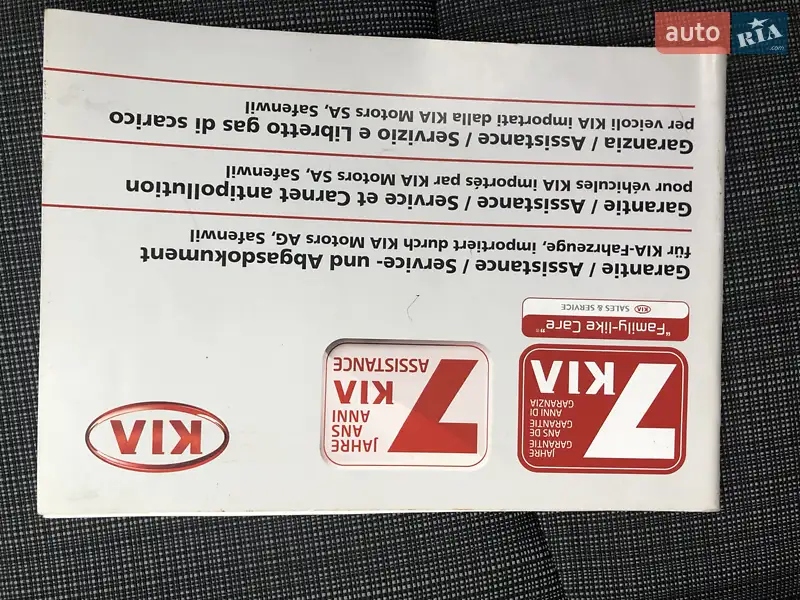 auto RIA .com
7 JAHRE GARANTIE
ANS DE GARANTIE
ANNI DI GARANZIA
KIA
"Family-like Care"
KIA SALES & SERVICE
7 JAHRE
ANS
ANNI
KIA
ASSISTANCE
KIA
Garantie / Assistance / Service- und Abgasdokument
für KIA-Fahrzeuge, importiert durch KIA Motors AG, Safenwil
Garantie / Assistance / Service et Carnet antipollution
pour véhicules KIA importés par KIA Motors SA, Safenwil
Garanzia / Assistance / Servizio e Libretto gas di scarico
per veicoli KIA importati dalla KIA Motors SA, Safenwil